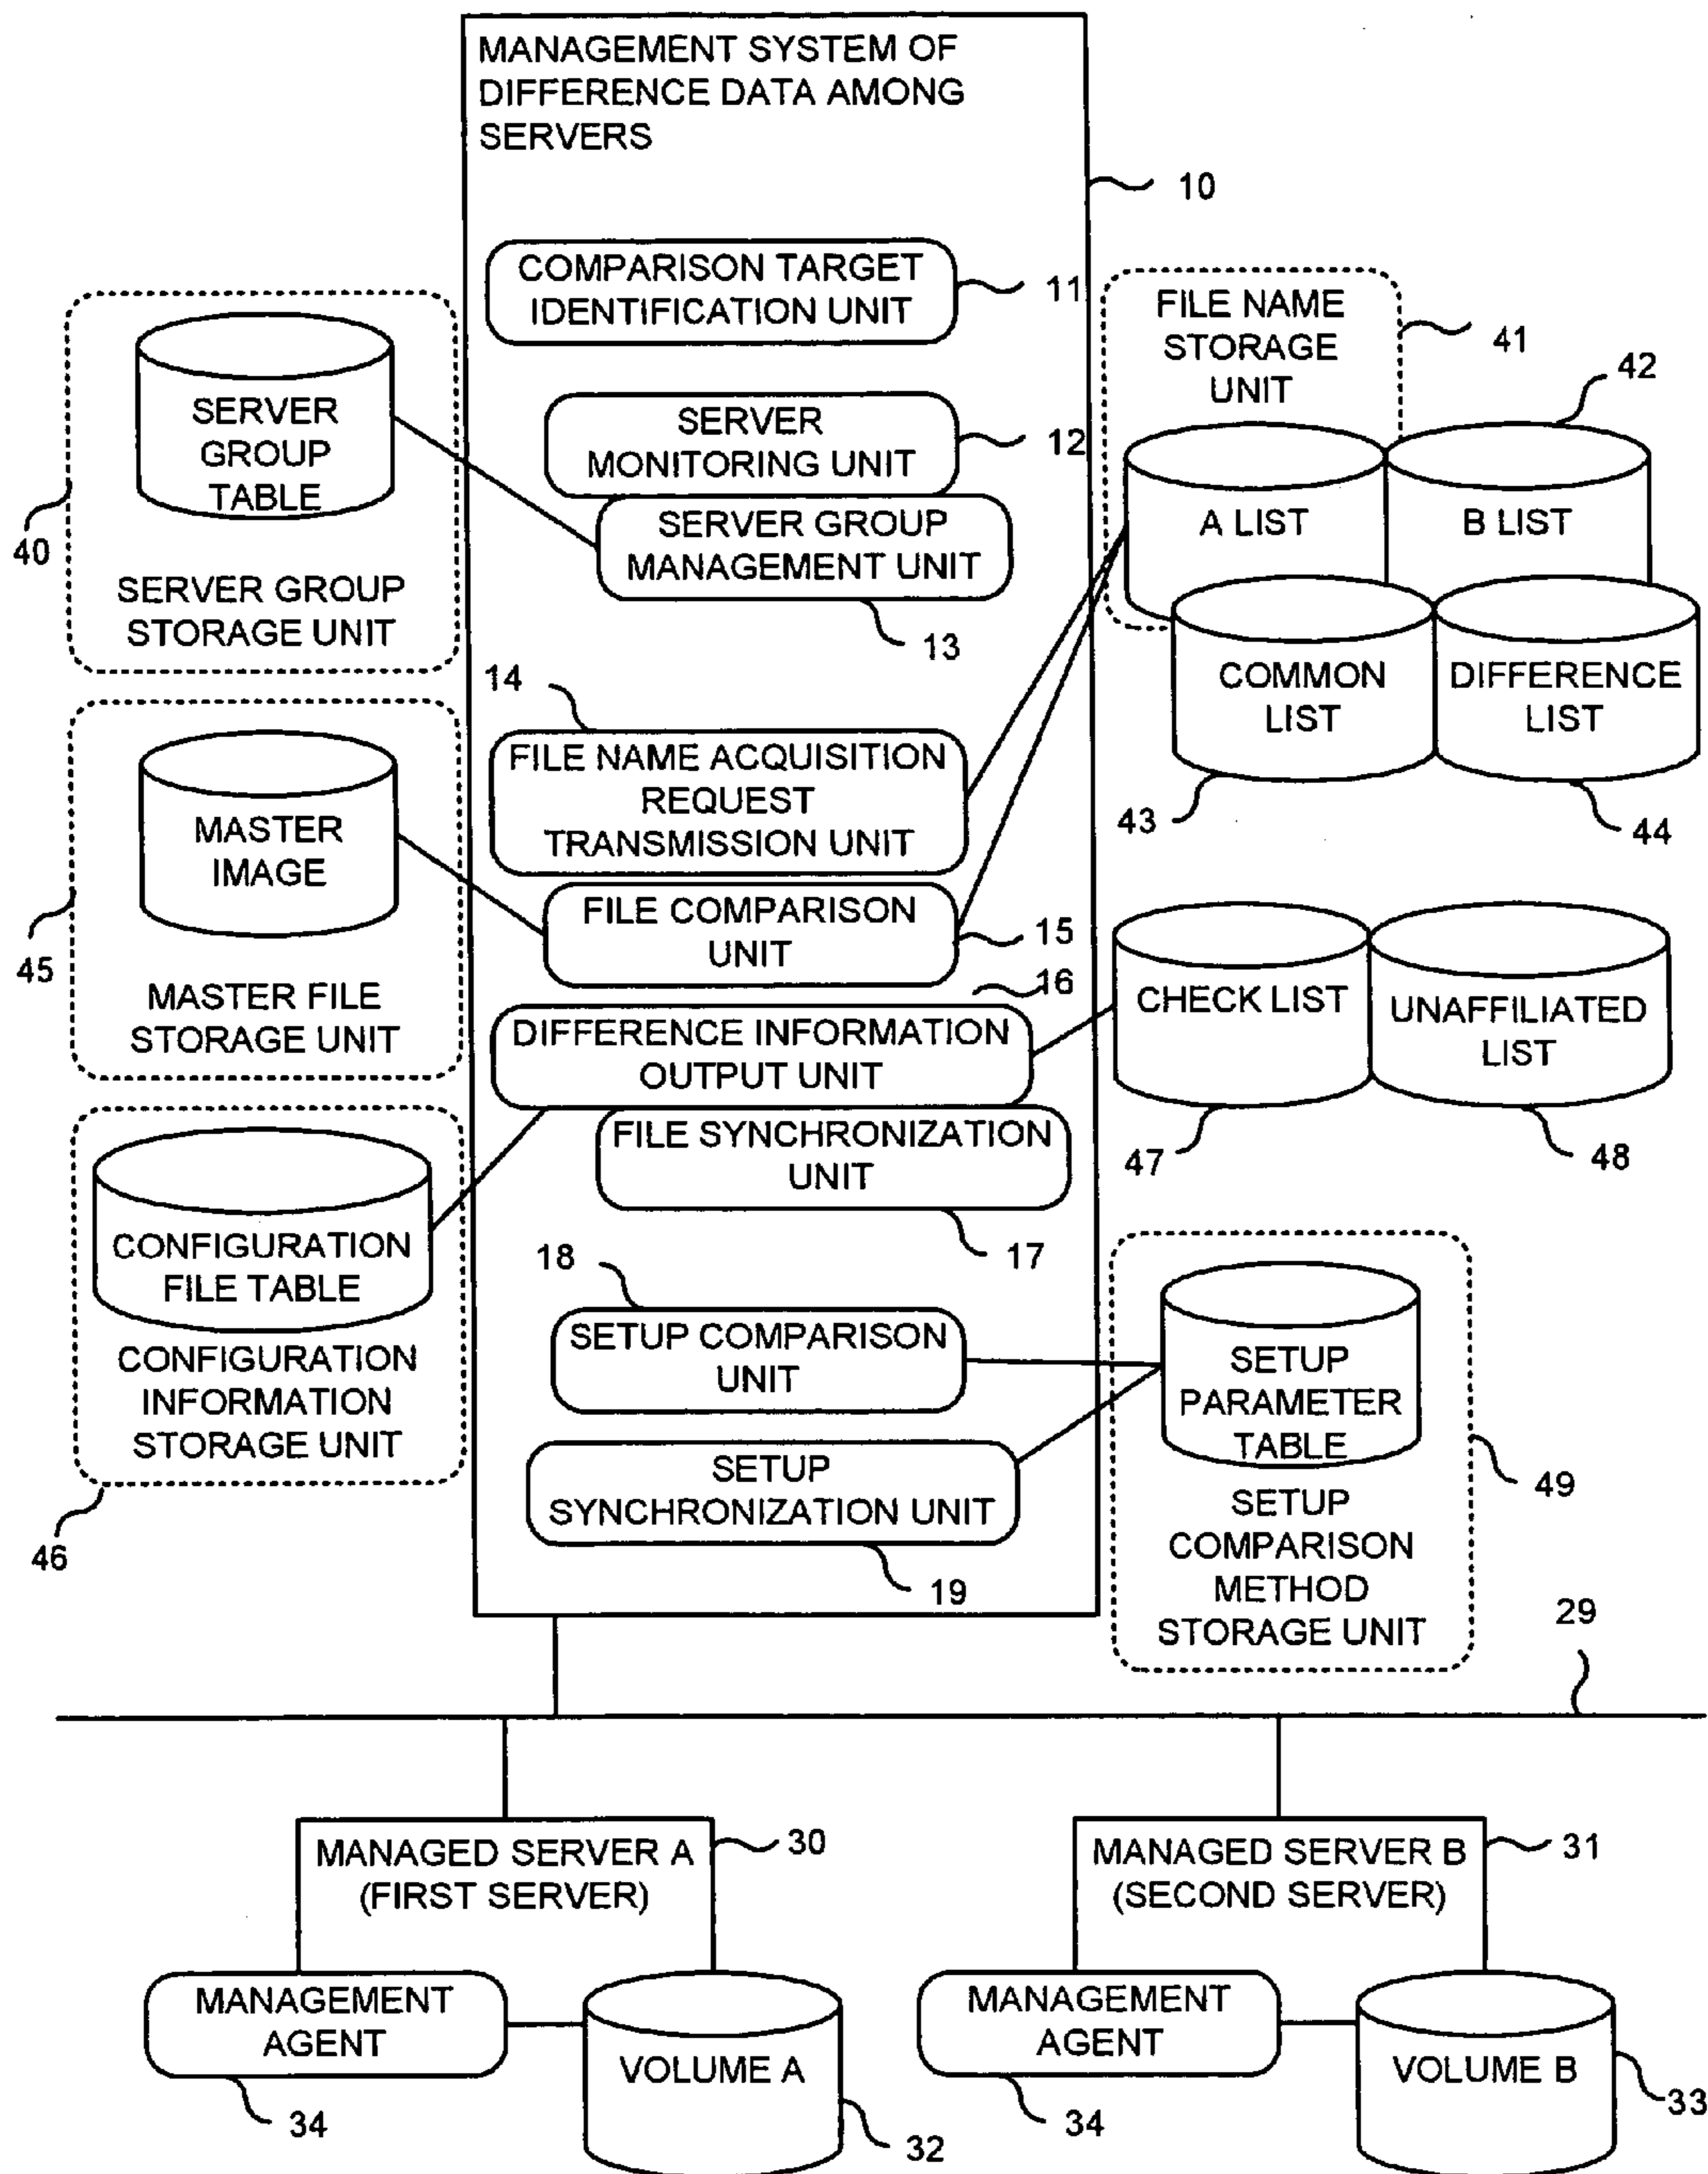 MANAGEMENT SYSTEM OF
DIFFERENCE DATA AMONG
SERVERS
10
COMPARISON TARGET
IDENTIFICATION UNIT
11
SERVER
MONITORING UNIT
12
SERVER GROUP
MANAGEMENT UNIT
13
SERVER
GROUP
TABLE
40
SERVER GROUP
STORAGE UNIT
FILE NAME
STORAGE
UNIT
41
42
A LIST
B LIST
COMMON
LIST
DIFFERENCE
LIST
43
44
14
FILE NAME ACQUISITION
REQUEST
TRANSMISSION UNIT
MASTER
IMAGE
45
MASTER FILE
STORAGE UNIT
FILE COMPARISON
UNIT
15
16
DIFFERENCE INFORMATION
OUTPUT UNIT
CHECK LIST
UNAFFILIATED
LIST
47
48
FILE SYNCHRONIZATION
UNIT
17
CONFIGURATION
FILE TABLE
CONFIGURATION
INFORMATION
STORAGE UNIT
46
18
SETUP COMPARISON
UNIT
SETUP
SYNCHRONIZATION UNIT
19
SETUP
PARAMETER
TABLE
SETUP
COMPARISON
METHOD
STORAGE UNIT
49
29
MANAGED SERVER A
(FIRST SERVER)
30
MANAGEMENT
AGENT
34
VOLUME A
32
MANAGED SERVER B
(SECOND SERVER)
31
MANAGEMENT
AGENT
34
VOLUME B
33